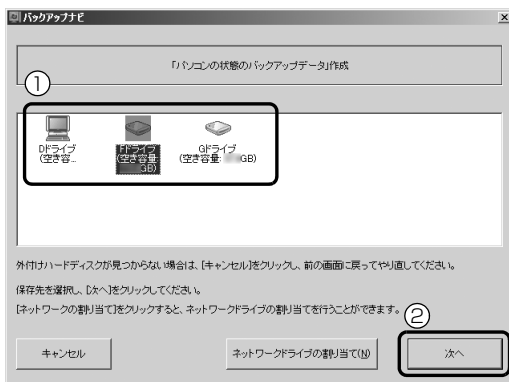 バックアップナビ
「パソコンの状態のバックアップデータ」作成
①
Dドライブ
(空き容...
Fドライブ
(空き容量:
GB)
Gドライブ
(空き容量: GB)
外付けハードディスクが見つからない場合は、[キャンセル]をクリックし、前の画面に戻ってやり直してください。
保存先を選択し、[次へ]をクリックしてください。
[ネットワークの割り当て]をクリックすると、ネットワークドライブの割り当てを行うことができます。
②
キャンセル
ネットワークドライブの割り当て(N)
次へ